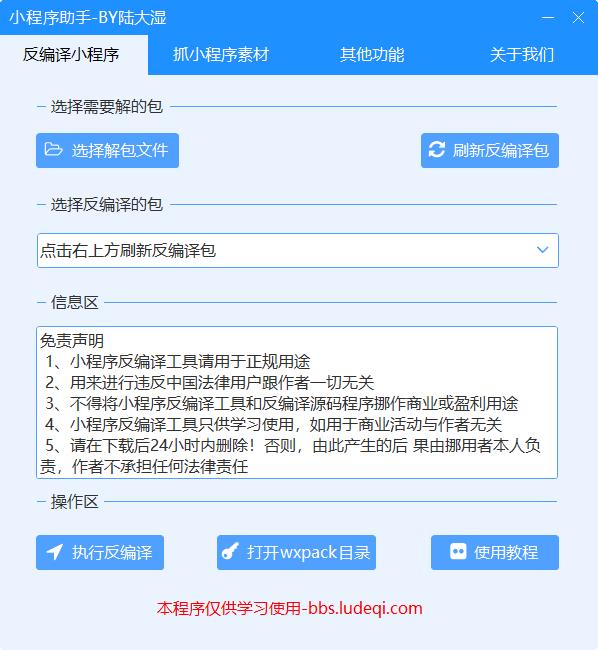 小程序助手-BY陆大湿
反编译小程序 抓小程序素材 其他功能 关于我们
选择需要解的包
选择解包文件 刷新反编译包
选择反编译的包
点击右上方刷新反编译包
信息区
免责声明
1、小程序反编译工具请用于正规用途
2、用来进行违反中国法律用户跟作者一切无关
3、不得将小程序反编译工具和反编译源码程序挪作商业或盈利用途
4、小程序反编译工具只供学习使用，如用于商业活动与作者无关
5、请在下载后24小时内删除！否则，由此产生的后 果由挪用者本人负
责，作者不承担任何法律责任
操作区
执行反编译 打开wxpack目录 使用教程
本程序仅供学习使用-bbs.ludeqi.com